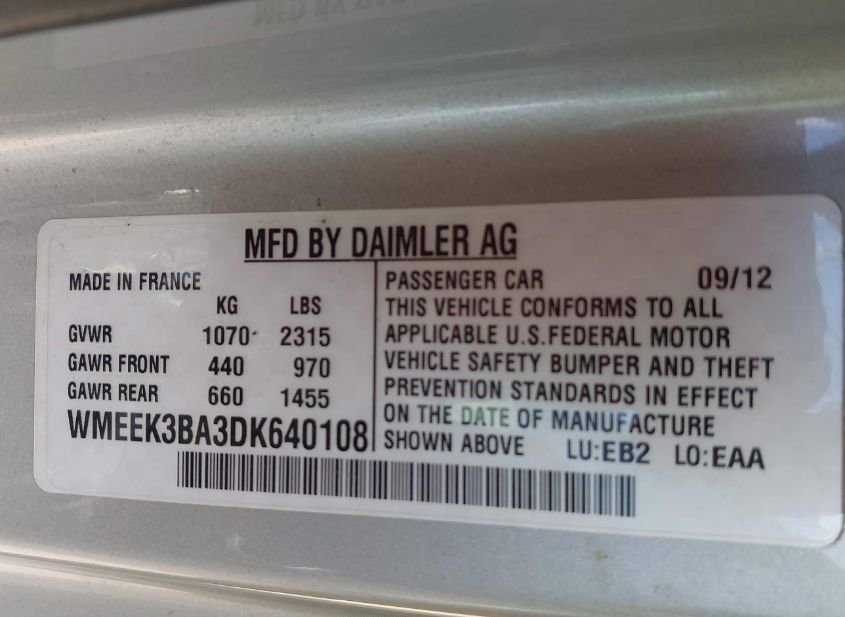 MFD BY DAIMLER AG
MADE IN FRANCE
KG LBS
GVWR 1070 2315
GAWR FRONT 440 970
GAWR REAR 660 1455
WMEEK3BA3DK640108
PASSENGER CAR 09/12
THIS VEHICLE CONFORMS TO ALL
APPLICABLE U.S.FEDERAL MOTOR
VEHICLE SAFETY BUMPER AND THEFT
PREVENTION STANDARDS IN EFFECT
ON THE DATE OF MANUFACTURE
SHOWN ABOVE LU:EB2 LO:EAA